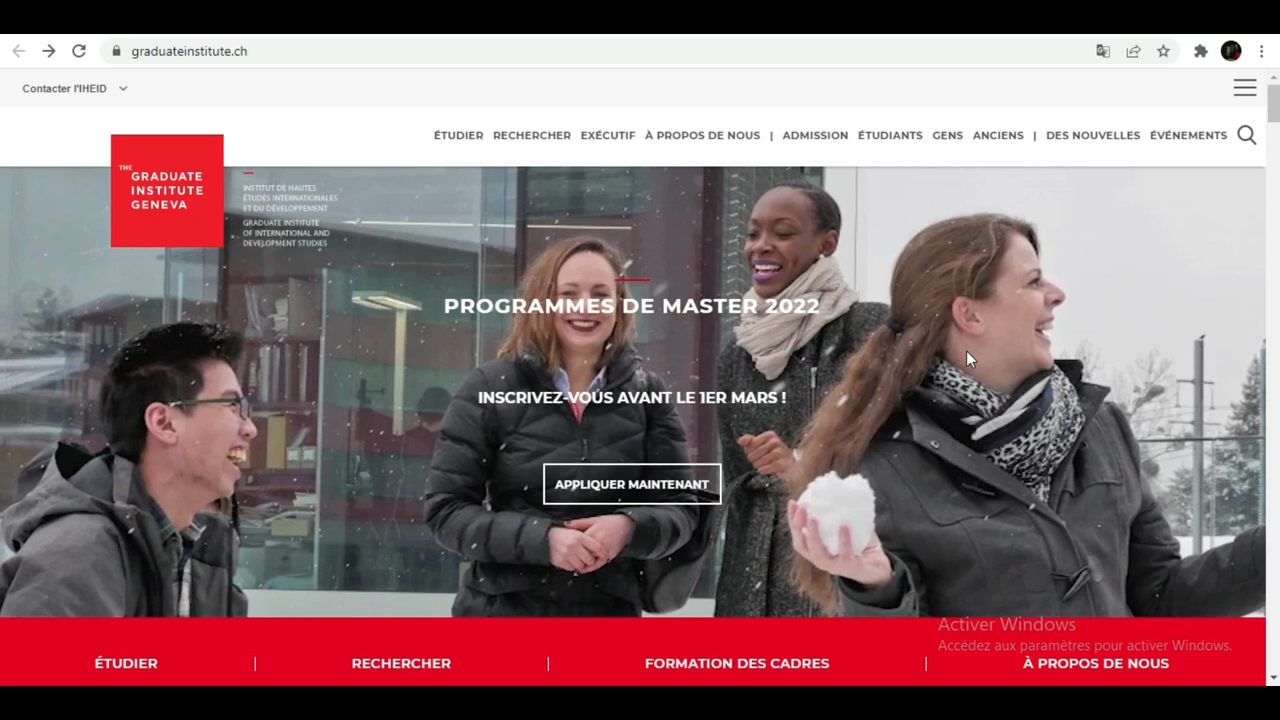 graduateinstitute.ch
Contacter l'IHEID
ÉTUDIER RECHERCHER EXÉCUTIF À PROPOS DE NOUS | ADMISSION ÉTUDIANTS GENS ANCIENS | DES NOUVELLES ÉVÉNEMENTS
THE GRADUATE
INSTITUTE
GENEVA
INSTITUT DE HAUTES
ÉTUDES INTERNATIONALES
ET DU DÉVELOPPEMENT
GRADUATE INSTITUTE
OF INTERNATIONAL AND
DEVELOPMENT STUDIES
PROGRAMMES DE MASTER 2022
INSCRIVEZ-VOUS AVANT LE 1ER MARS !
APPLIQUER MAINTENANT
Activer Windows
Accédez aux paramètres pour activer Windows.
ÉTUDIER | RECHERCHER | FORMATION DES CADRES | À PROPOS DE NOUS